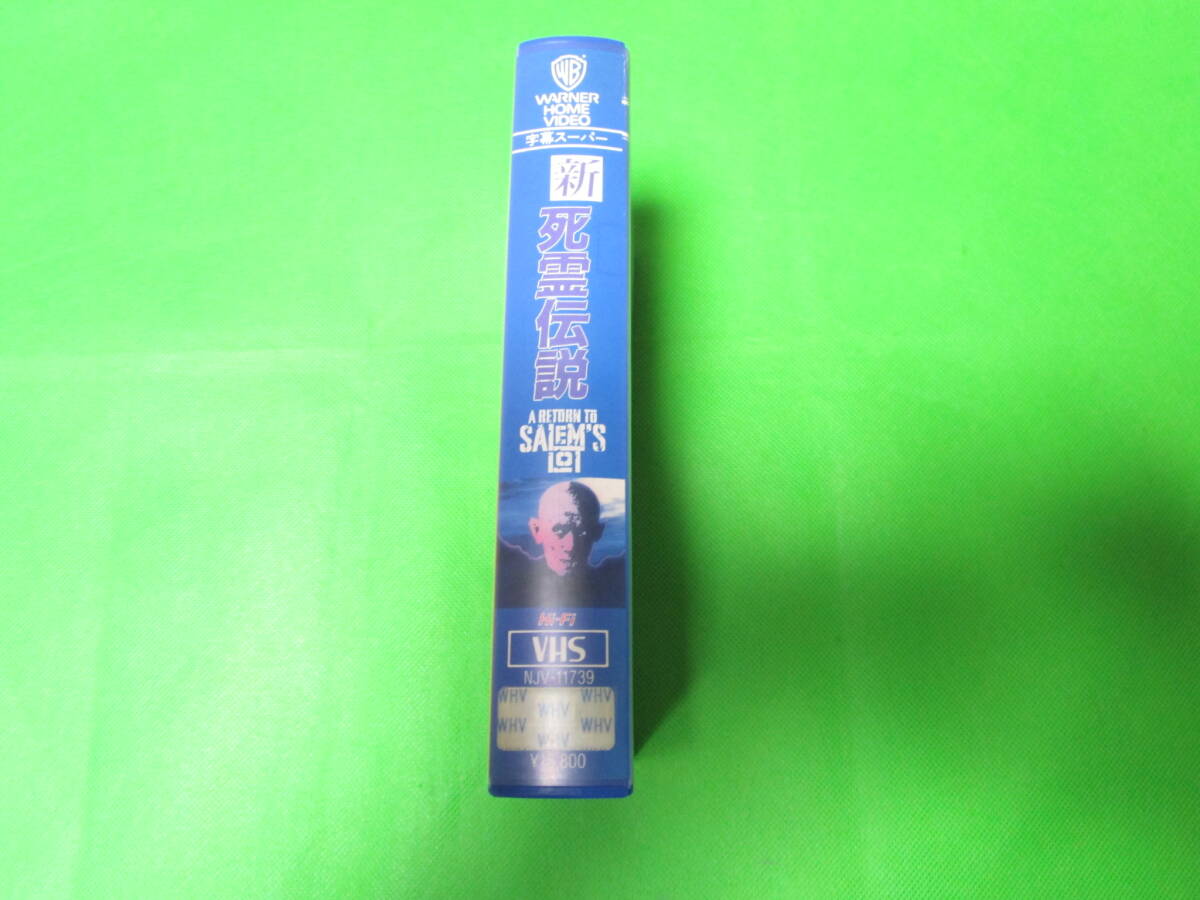 WB
WARNER
HOME
VIDEO
字幕スーパー
新
死霊伝説
A RETURN TO
SALEM'S
LOT
Hi-Fi
VHS
NJV-11739
WHV WHV
WHV
WHV WHV
WHV